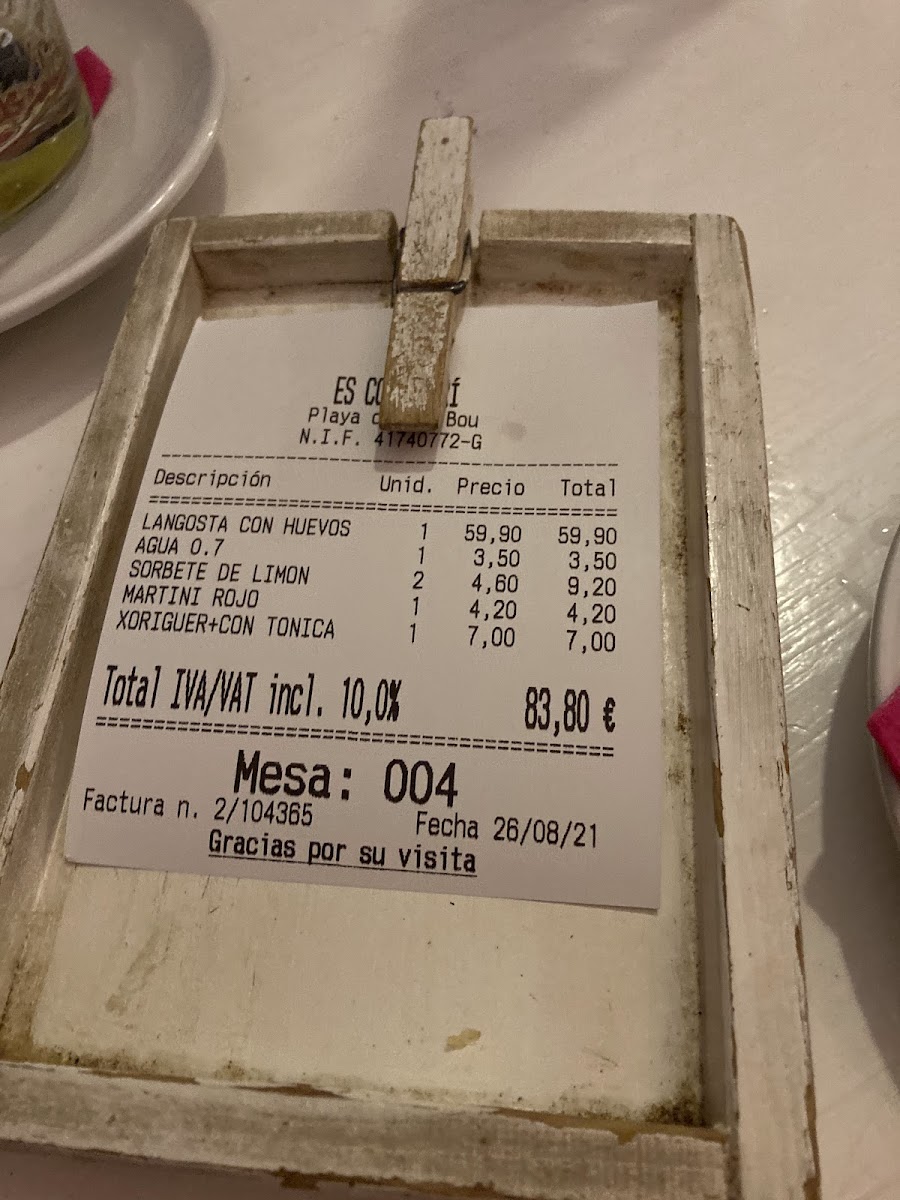 ES CO
Playa Bou
N.I.F. 41740772-G
Descripción Unid. Precio Total
LANGOSTA CON HUEVOS 1 59,90 59,90
AGUA 0.7 1 3,50 3,50
SORBETE DE LIMON 2 4,60 9,20
MARTINI ROJO 1 4,20 4,20
XORIGUER+CON TONICA 1 7,00 7,00
Total IVA/VAT incl. 10,0% 83,80 €
Mesa: 004
Factura n. 2/104365 Fecha 26/08/21
Gracias por su visita